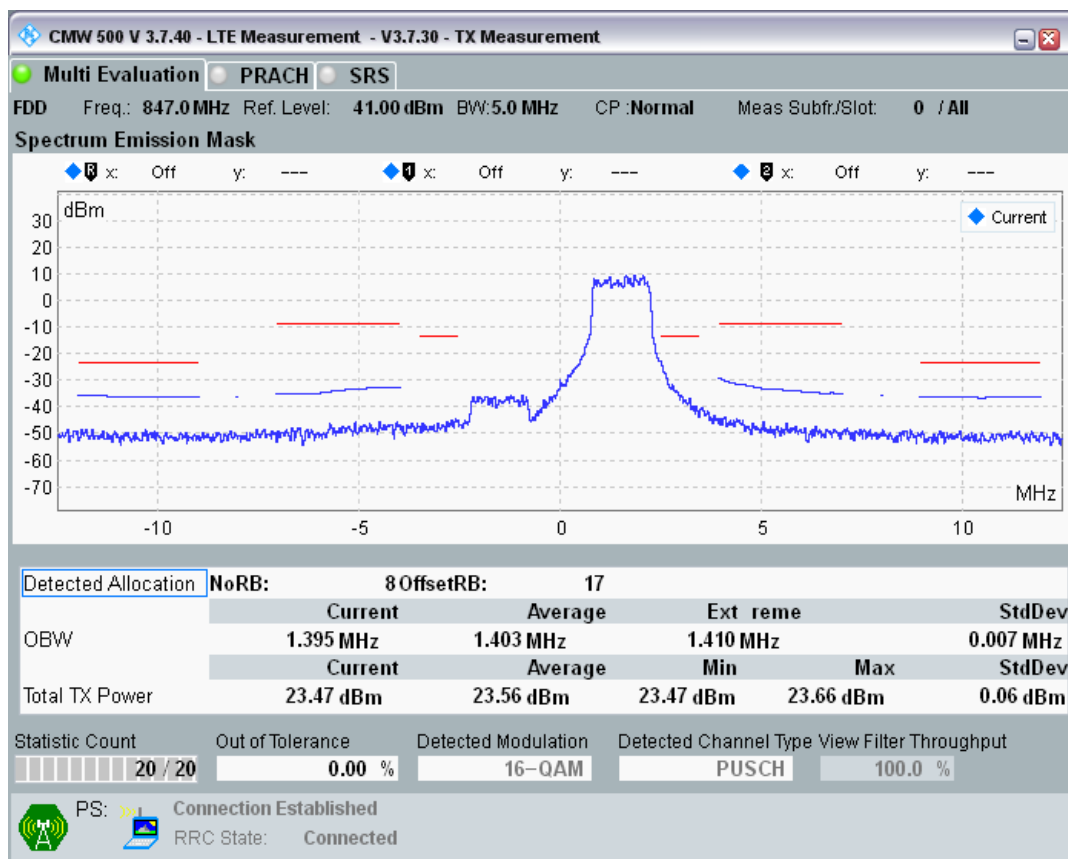 CMW 500 V 3.7.40 - LTE Measurement - V3.7.30 - TX Measurement
Multi Evaluation PRACH SRS
FDD Freq.: 847.0 MHz Ref. Level: 41.00 dBm BW:5.0 MHz CP :Normal Meas Subfr./Slot: 0 / All
Spectrum Emission Mask
R x: Off y: --- 1 x: Off y: --- 2 x: Off y: ---
dBm
Current
30
20
10
0
-10
-20
-30
-40
-50
-60
-70
MHz
-10 -5 0 5 10
Detected Allocation NoRB: 8 OffsetRB: 17
Current Average Ext reme StdDev
OBW 1.395 MHz 1.403 MHz 1.410 MHz 0.007 MHz
Current Average Min Max StdDev
Total TX Power 23.47 dBm 23.56 dBm 23.47 dBm 23.66 dBm 0.06 dBm
Statistic Count Out of Tolerance Detected Modulation Detected Channel Type View Filter Throughput
20 / 20 0.00 % 16-QAM PUSCH 100.0 %
PS: Connection Established
RRC State: Connected